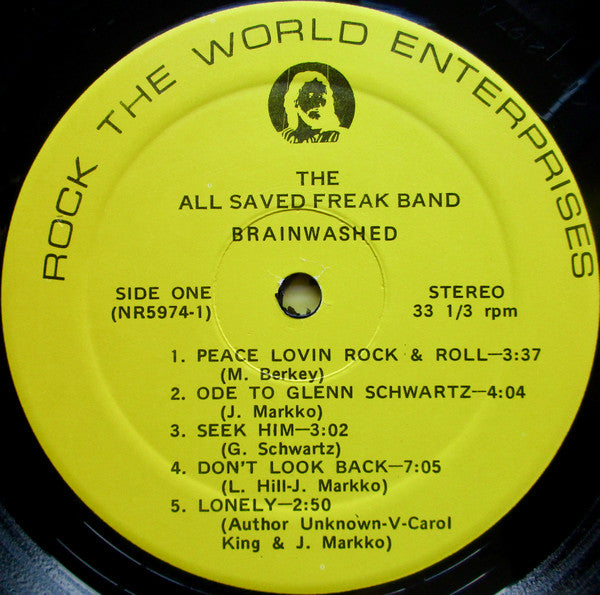 ROCK THE WORLD ENTERPRISES
THE
ALL SAVED FREAK BAND
BRAINWASHED
SIDE ONE
(NR5974-1)
STEREO
33 1/3 rpm
1. PEACE LOVIN ROCK & ROLL—3:37
(M. Berkey)
2. ODE TO GLENN SCHWARTZ—4:04
(J. Markko)
3. SEEK HIM—3:02
(G. Schwartz)
4. DON'T LOOK BACK—7:05
(L. Hill-J. Markko)
5. LONELY—2:50
(Author Unknown-V-Carol
King & J. Markko)